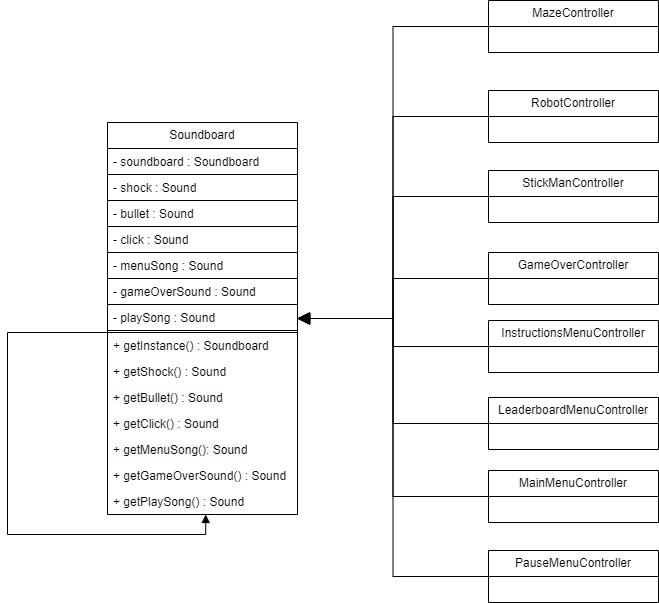 MazeController
RobotController
StickManController
GameOverController
InstructionsMenuController
LeaderboardMenuController
MainMenuController
PauseMenuController
Soundboard
- soundboard : Soundboard
- shock : Sound
- bullet : Sound
- click : Sound
- menuSong : Sound
- gameOverSound : Sound
- playSong : Sound
+ getInstance() : Soundboard
+ getShock() : Sound
+ getBullet() : Sound
+ getClick() : Sound
+ getMenuSong(): Sound
+ getGameOverSound() : Sound
+ getPlaySong() : Sound